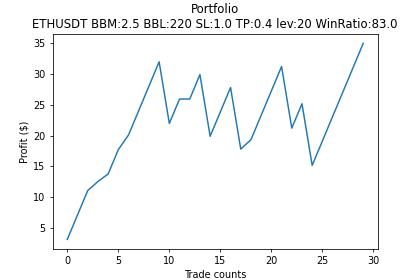 Portfolio
ETHUSDT BBM:2.5 BBL:220 SL:1.0 TP:0.4 lev:20 WinRatio:83.0
35
30
25
20
15
10
5
Profit ($)
0 5 10 15 20 25 30
Trade counts